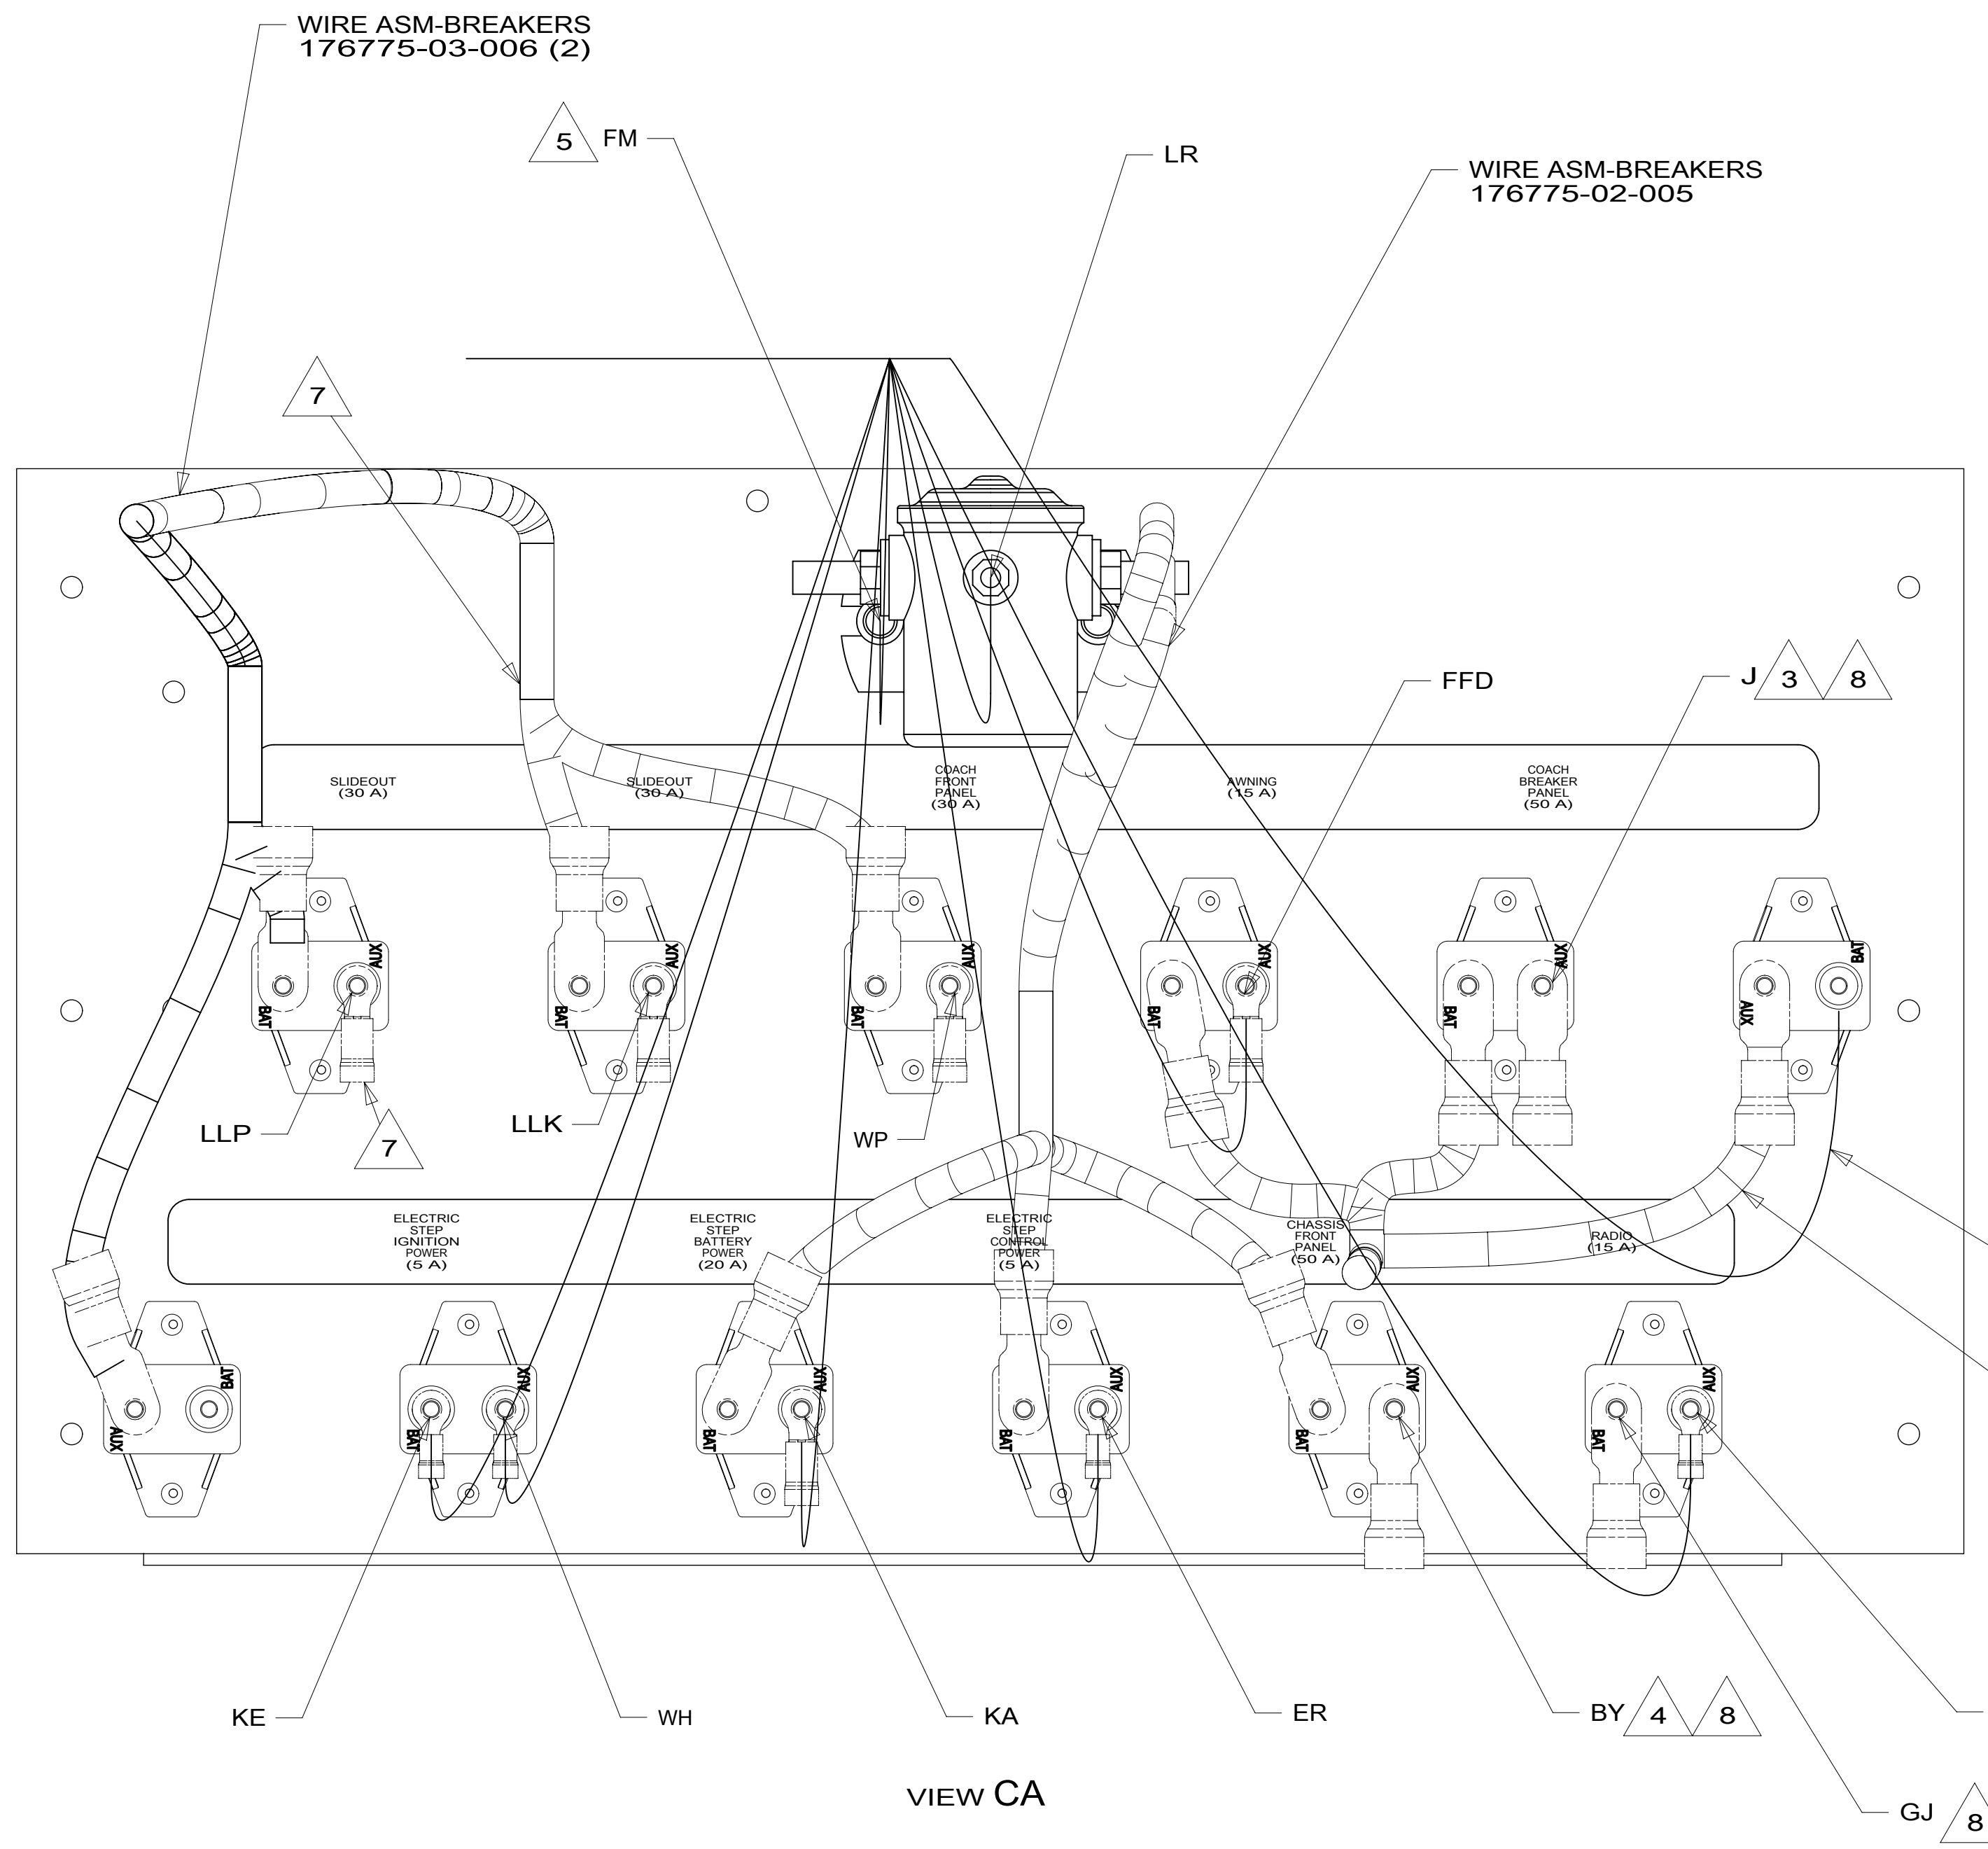 WIRE ASM-BREAKERS
176775-03-006 (2)
5 FM
LR
WIRE ASM-BREAKERS
176775-02-005
7
FFD
J 3 8
SLIDEOUT
(30 A)
SLIDEOUT
(30 A)
COACH
FRONT
PANEL
(30 A)
AWNING
(15 A)
COACH
BREAKER
PANEL
(50 A)
AUX
BAT
AUX
BAT
AUX
BAT
AUX
BAT
AUX
BAT
BAT
AUX
LLP
7
LLK
WP
ELECTRIC
STEP
IGNITION
POWER
(5 A)
ELECTRIC
STEP
BATTERY
POWER
(20 A)
ELECTRIC
STEP
CONTROL
POWER
(5 A)
CHASSIS
FRONT
PANEL
(50 A)
RADIO
(15 A)
BAT
AUX
AUX
BAT
AUX
BAT
AUX
BAT
AUX
BAT
AUX
BAT
KE
WH
KA
ER
BY 4 8
GJ 8
VIEW CA